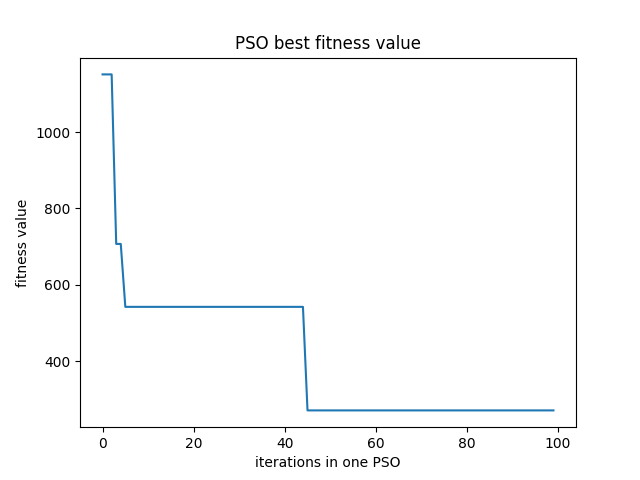 PSO best fitness value
fitness value
1000
800
600
400
0 20 40 60 80 100
iterations in one PSO